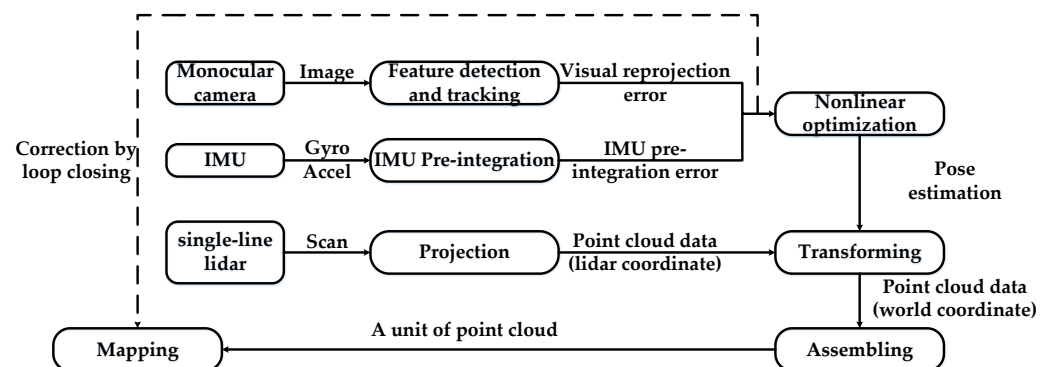 Monocular
camera
Image
Feature detection
and tracking
Visual reprojection
error
Nonlinear
optimization
Correction by
loop closing
IMU
Gyro
Accel
IMU Pre-integration
IMU pre-
integration error
Pose
estimation
single-line
lidar
Scan
Projection
Point cloud data
(lidar coordinate)
Transforming
Point cloud data
(world coordinate)
Mapping
A unit of point cloud
Assembling